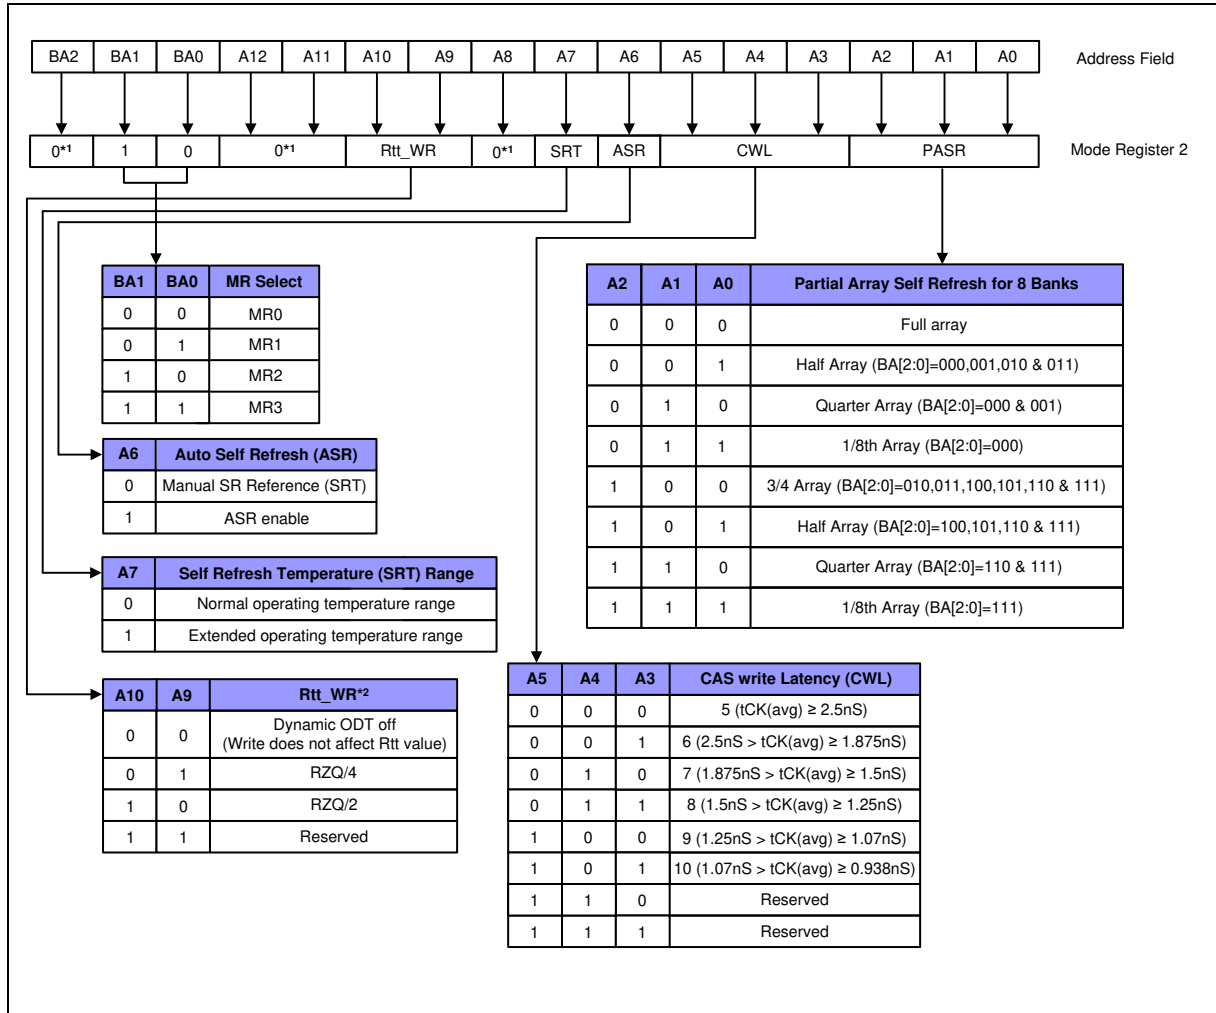 BA2 BA1 BA0 A12 A11 A10 A9 A8 A7 A6 A5 A4 A3 A2 A1 A0 Address Field
0*1 1 0 0*1 Rtt_WR 0*1 SRT ASR CWL PASR Mode Register 2
BA1 BA0 MR Select
0 0 MR0
0 1 MR1
1 0 MR2
1 1 MR3
A6 Auto Self Refresh (ASR)
0 Manual SR Reference (SRT)
1 ASR enable
A7 Self Refresh Temperature (SRT) Range
0 Normal operating temperature range
1 Extended operating temperature range
A10 A9 Rtt_WR*2
0 0 Dynamic ODT off
(Write does not affect Rtt value)
0 1 RZQ/4
1 0 RZQ/2
1 1 Reserved
A2 A1 A0 Partial Array Self Refresh for 8 Banks
0 0 0 Full array
0 0 1 Half Array (BA[2:0]=000,001,010 & 011)
0 1 0 Quarter Array (BA[2:0]=000 & 001)
0 1 1 1/8th Array (BA[2:0]=000)
1 0 0 3/4 Array (BA[2:0]=010,011,100,101,110 & 111)
1 0 1 Half Array (BA[2:0]=100,101,110 & 111)
1 1 0 Quarter Array (BA[2:0]=110 & 111)
1 1 1 1/8th Array (BA[2:0]=111)
A5 A4 A3 CAS write Latency (CWL)
0 0 0 5 (tCK(avg) ≥ 2.5nS)
0 0 1 6 (2.5nS > tCK(avg) ≥ 1.875nS)
0 1 0 7 (1.875nS > tCK(avg) ≥ 1.5nS)
0 1 1 8 (1.5nS > tCK(avg) ≥ 1.25nS)
1 0 0 9 (1.25nS > tCK(avg) ≥ 1.07nS)
1 0 1 10 (1.07nS > tCK(avg) ≥ 0.938nS)
1 1 0 Reserved
1 1 1 Reserved